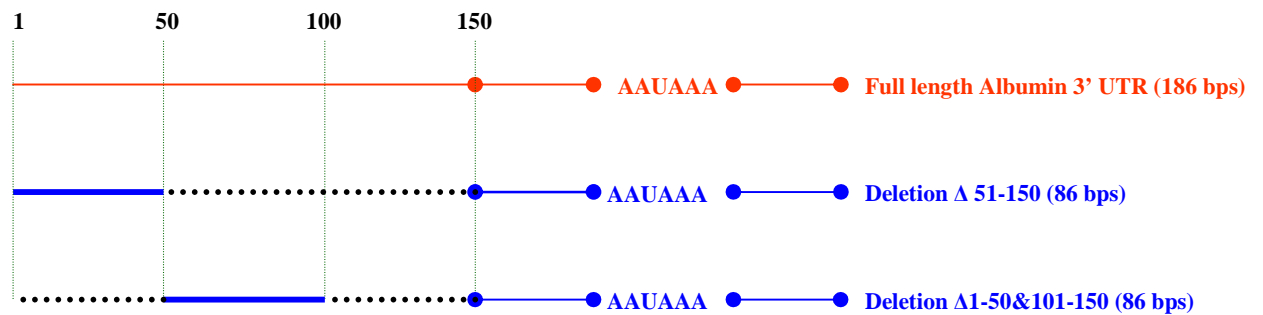 1 50 100 150
AAUAAA Full length Albumin 3’ UTR (186 bps)
AAUAAA Deletion Δ 51-150 (86 bps)
AAUAAA Deletion Δ1-50&101-150 (86 bps)